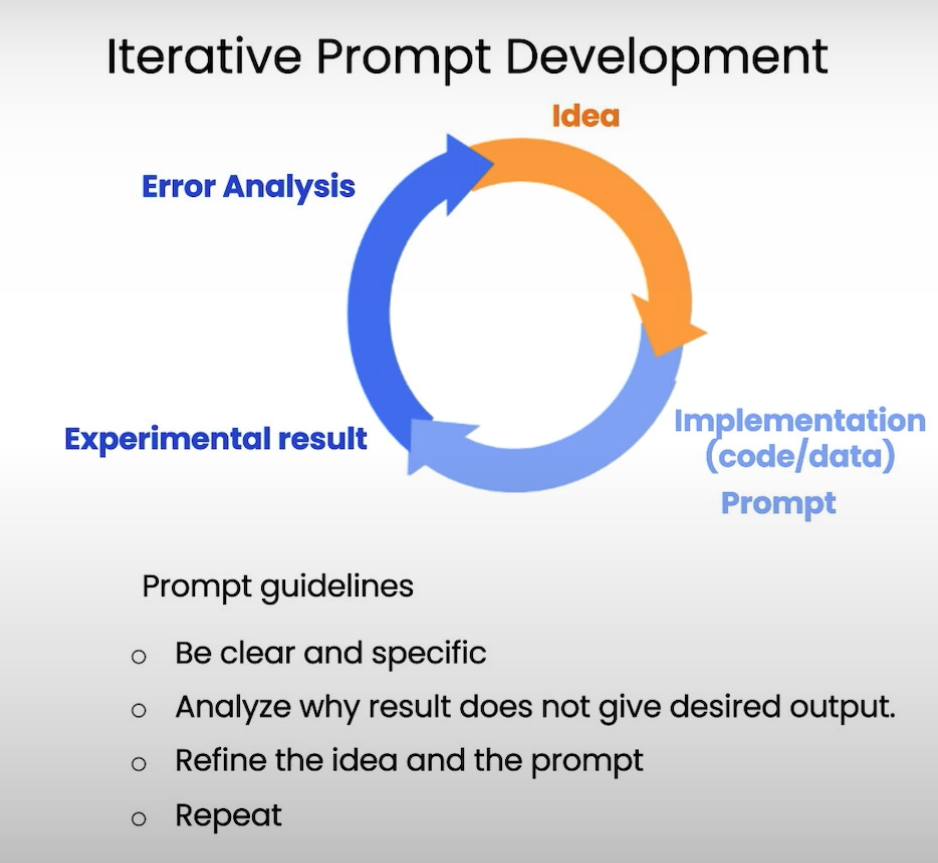 Iterative Prompt Development
Idea
Error Analysis
Experimental result
Implementation
(code/data)
Prompt
Prompt guidelines
o Be clear and specific
o Analyze why result does not give desired output.
o Refine the idea and the prompt
o Repeat